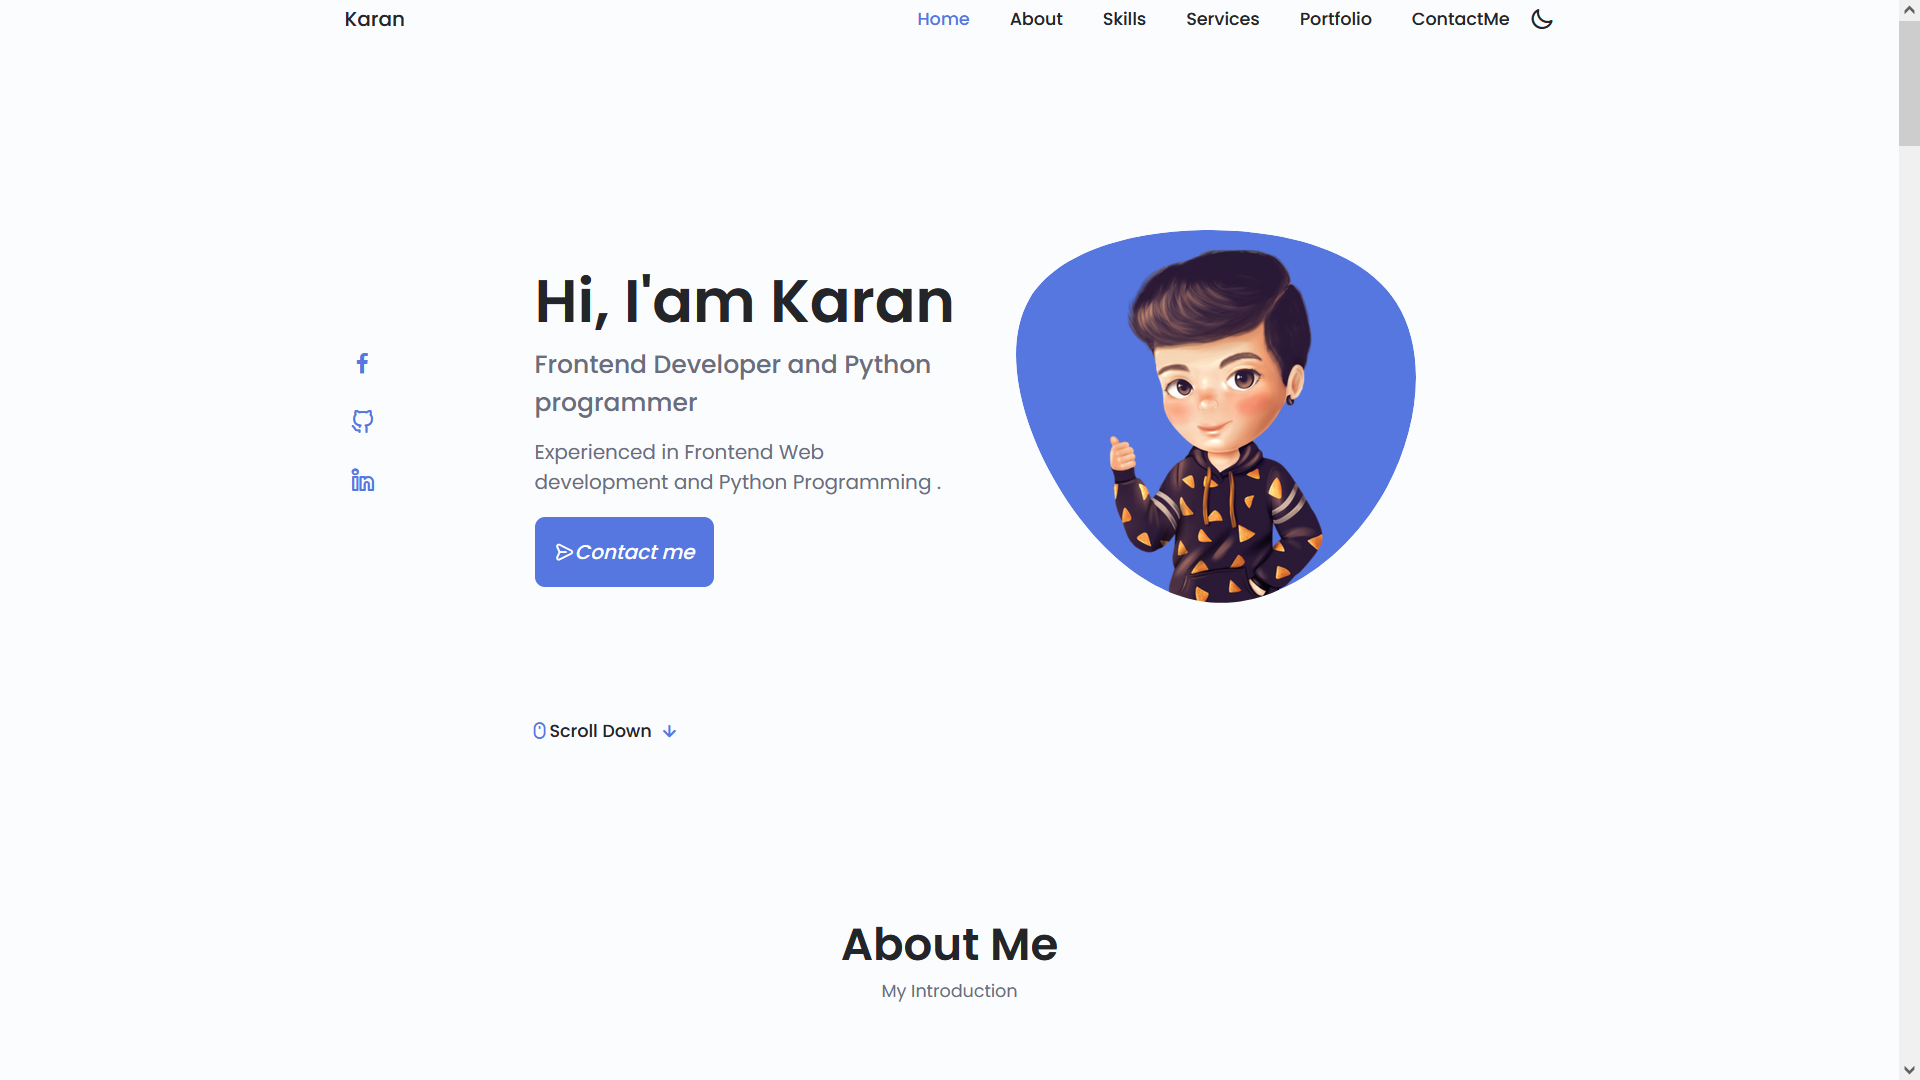 Karan
Home About Skills Services Portfolio ContactMe
Hi, I'am Karan
Frontend Developer and Python
programmer
Experienced in Frontend Web
development and Python Programming .
Contact me
Scroll Down
About Me
My Introduction